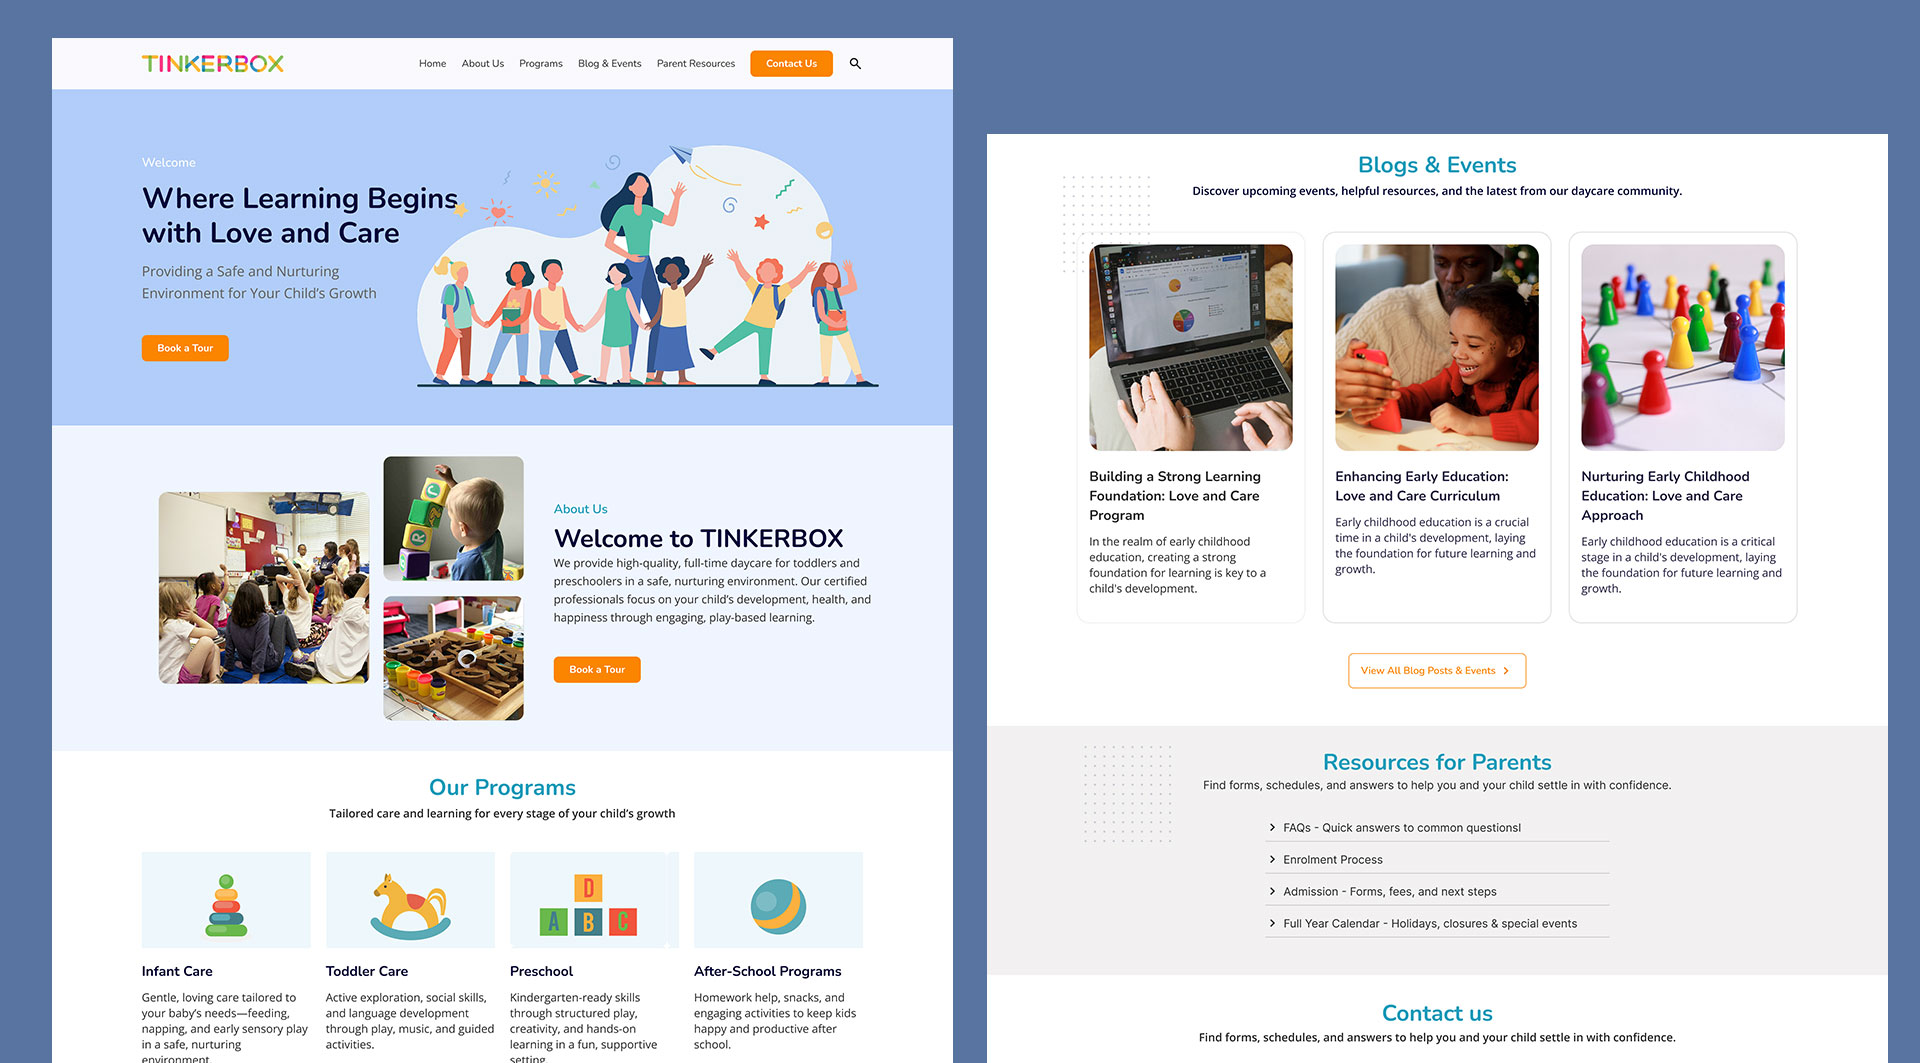 TINKERBOX
Home About Us Programs Blog & Events Parent Resources Contact Us
Welcome
Where Learning Begins
with Love and Care
Providing a Safe and Nurturing
Environment for Your Child's Growth
Book a Tour
About Us
Welcome to TINKERBOX
We provide high-quality, full-time daycare for toddlers and
preschoolers in a safe, nurturing environment. Our certified
professionals focus on your child's development, health, and
happiness through engaging, play-based learning.
Book a Tour
Our Programs
Tailored care and learning for every stage of your child's growth
D
A B C
Infant Care
Gentle, loving care tailored to
your baby's needs—feeding,
napping, and early sensory play
in a safe, nurturing
environment.
Toddler Care
Active exploration, social skills,
and language development
through play, music, and guided
activities.
Preschool
Kindergarten-ready skills
through structured play,
creativity, and hands-on
learning in a fun, supportive
setting.
After-School Programs
Homework help, snacks, and
engaging activities to keep kids
happy and productive after
school.
Blogs & Events
Discover upcoming events, helpful resources, and the latest from our daycare community.
Building a Strong Learning
Foundation: Love and Care
Program
In the realm of early childhood
education, creating a strong
foundation for learning is key to a
child's development.
Enhancing Early Education:
Love and Care Curriculum
Early childhood education is a crucial
time in a child's development, laying
the foundation for future learning and
growth.
Nurturing Early Childhood
Education: Love and Care
Approach
Early childhood education is a critical
stage in a child's development, laying
the foundation for future learning and
growth.
View All Blog Posts & Events
Resources for Parents
Find forms, schedules, and answers to help you and your child settle in with confidence.
FAQs - Quick answers to common questionsl
Enrolment Process
Admission - Forms, fees, and next steps
Full Year Calendar - Holidays, closures & special events
Contact us
Find forms, schedules, and answers to help you and your child settle in with confidence.